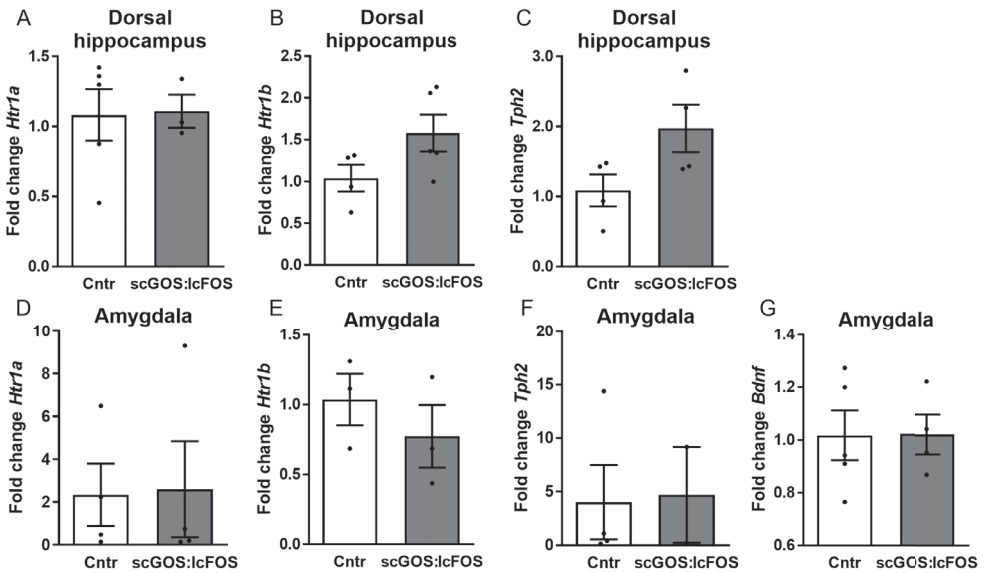 A
Dorsal
hippocampus
Fold change Htr1a
1.5
1.0
0.5
0.0
Cntr scGOS:lcFOS
B
Dorsal
hippocampus
Fold change Htr1b
2.5
2.0
1.5
1.0
0.5
0.0
Cntr scGOS:lcFOS
C
Dorsal
hippocampus
Fold change Tph2
3.0
2.0
1.0
0.0
Cntr scGOS:lcFOS
D
Amygdala
Fold change Htr1a
10
8
6
4
2
0
Cntr scGOS:lcFOS
E
Amygdala
Fold change Htr1b
1.5
1.0
0.5
0.0
Cntr scGOS:lcFOS
F
Amygdala
Fold change Tph2
20
15
10
5
0
Cntr scGOS:lcFOS
G
Amygdala
Fold change Bdnf
1.4
1.2
1.0
0.8
0.6
Cntr scGOS:lcFOS